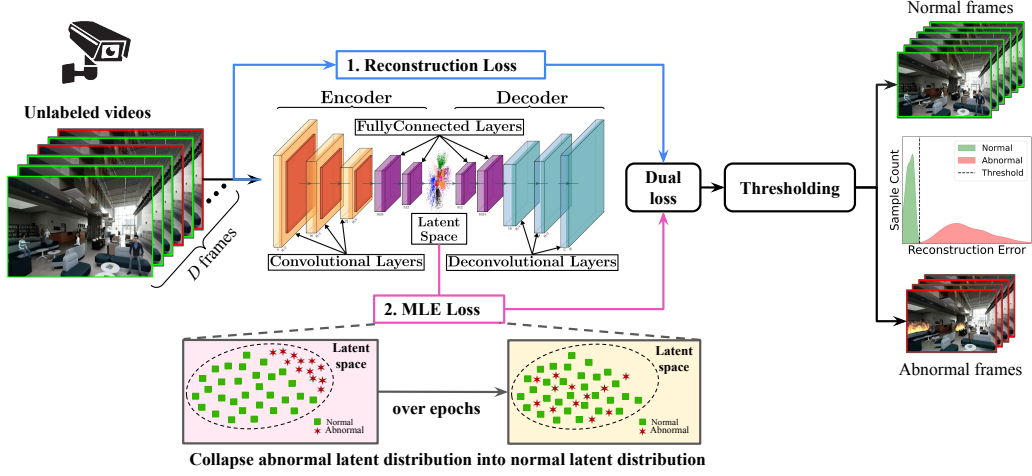 Normal frames
1. Reconstruction Loss
Encoder
Decoder
Unlabeled videos
FullyConnected Layers
Dual
loss
Thresholding
Normal
Abnormal
Threshold
Sample Count
Reconstruction Error
Latent
Space
D frames
Convolutional Layers
Deconvolutional Layers
2. MLE Loss
Abnormal frames
Latent
space
Normal
Abnormal
over epochs
Latent
space
Normal
Abnormal
Collapse abnormal latent distribution into normal latent distribution